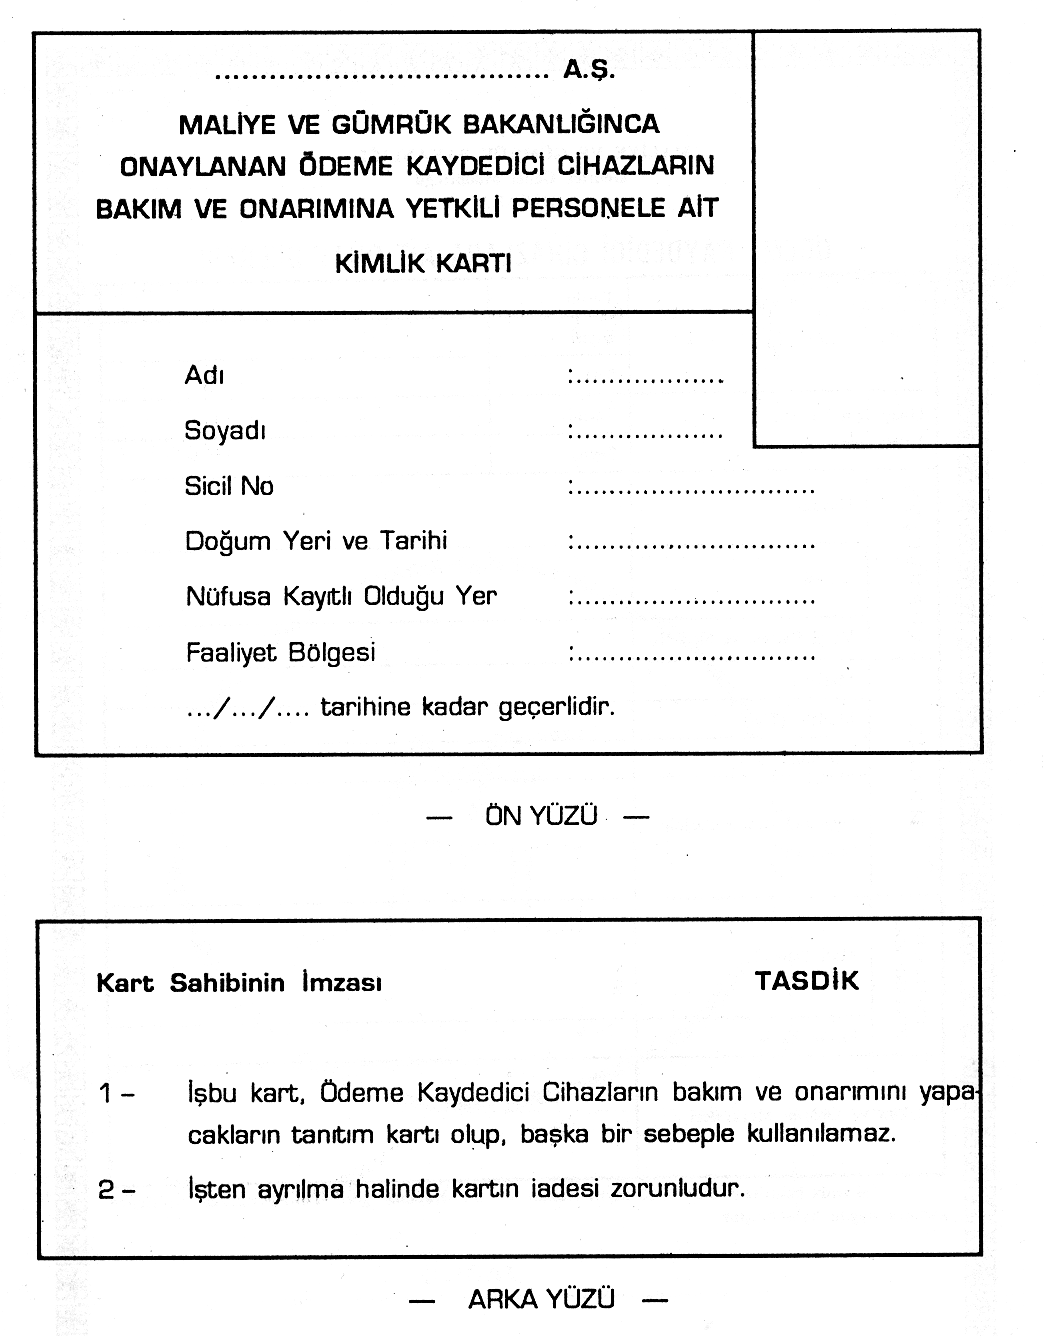 ..................................... A.Ş.
MALİYE VE GÜMRÜK BAKANLIĞINCA
ONAYLANAN ÖDEME KAYDEDİCİ CİHAZLARIN
BAKIM VE ONARIMINA YETKİLİ PERSONELE AİT
KİMLİK KARTI
Adı :..................
Soyadı :..................
Sicil No :............................
Doğum Yeri ve Tarihi :............................
Nüfusa Kayıtlı Olduğu Yer :............................
Faaliyet Bölgesi :............................
.../.../.... tarihine kadar geçerlidir.
— ÖN YÜZÜ —
Kart Sahibinin İmzası TASDİK
1 – İşbu kart, Ödeme Kaydedici Cihazların bakım ve onarımını yapa-
cakların tanıtım kartı olup, başka bir sebeple kullanılamaz.
2 – İşten ayrılma halinde kartın iadesi zorunludur.
— ARKA YÜZÜ —